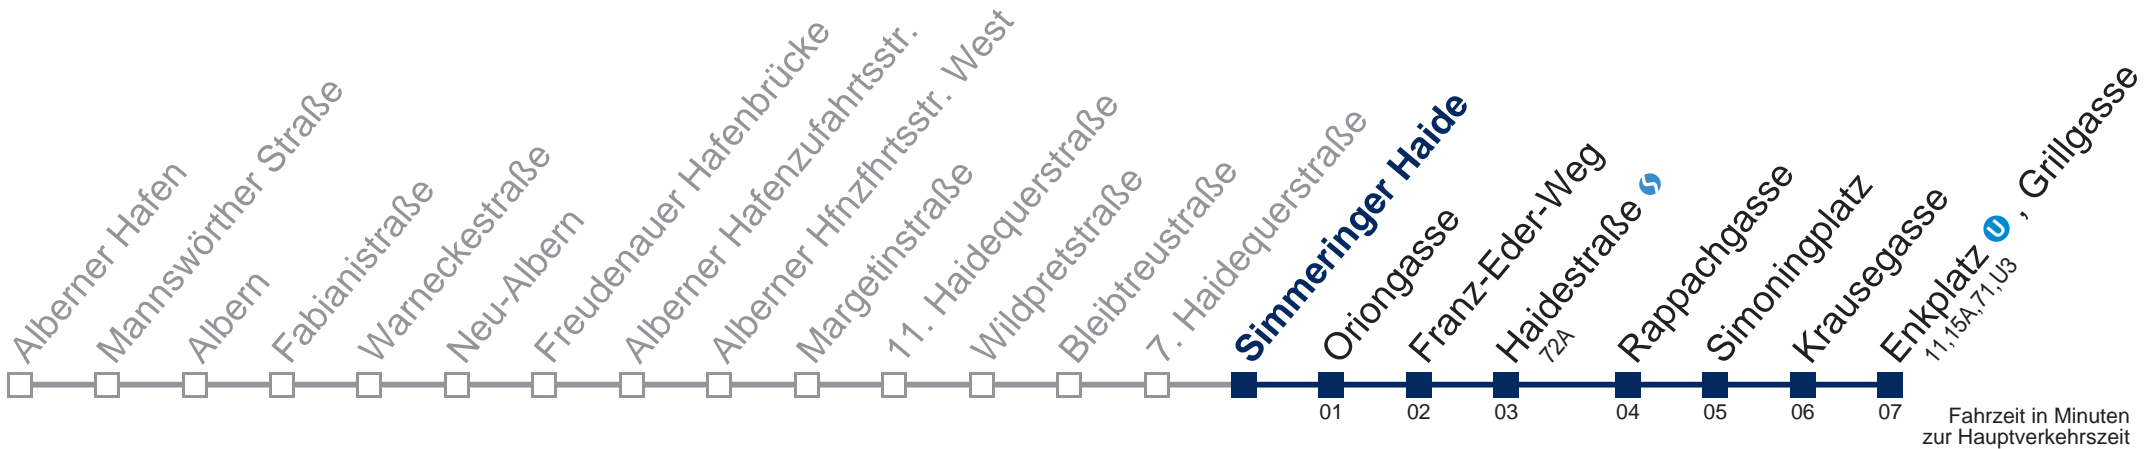 Alberner Hafen
Mannswörther Straße
Albern
Fabianistraße
Warneckestraße
Neu-Albern
Freudenauer Hafenbrücke
Alberner Hafenzufahrtsstr.
Alberner Hfnzfhrtsstr. West
Margetinstraße
11. Haidequerstraße
Wildpretstraße
Bleibtreustraße
7. Haidequerstraße
Simmeringer Haide
Oriongasse
Franz-Eder-Weg
Haidestraße S
72A
Rappachgasse
Simoningplatz
Krausegasse
Enkplatz U , Grillgasse
11,15A,71,U3
01 02 03 04 05 06 07
Fahrzeit in Minuten
zur Hauptverkehrszeit